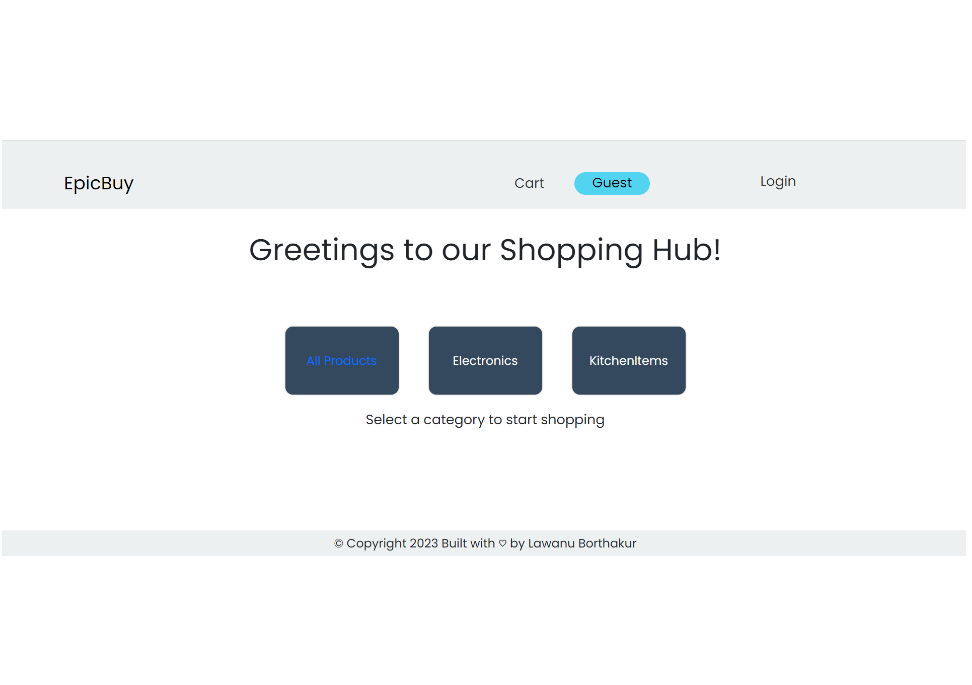 EpicBuy Cart Guest Login
Greetings to our Shopping Hub!
All Products Electronics KitchenItems
Select a category to start shopping
© Copyright 2023 Built with ♡ by Lawanu Borthakur